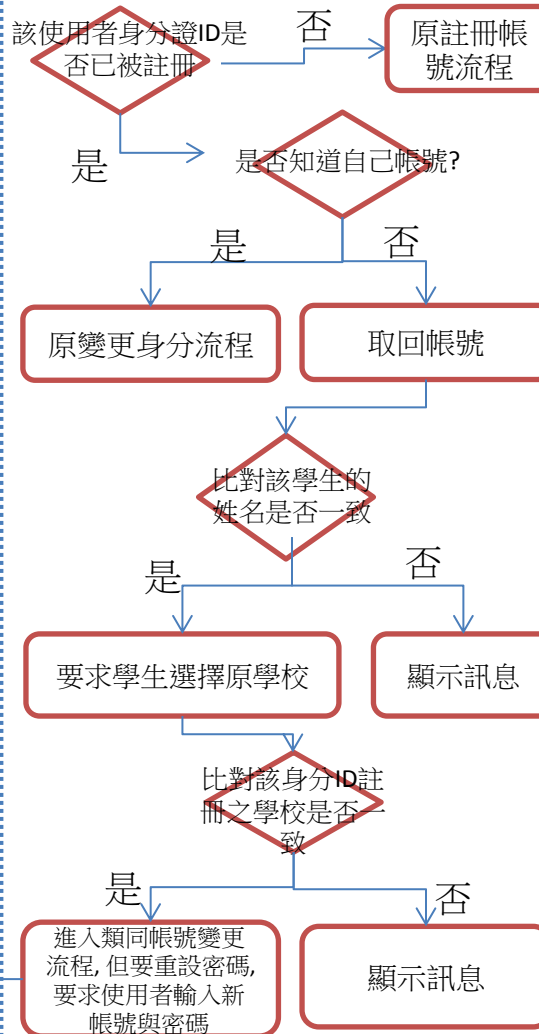 該使用者身分證ID是
否已被註冊
否
原註冊帳
號流程
是
是否知道自己帳號?
是
否
原變更身分流程
取回帳號
比對該學生的
姓名是否一致
是
否
要求學生選擇原學校
顯示訊息
比對該身分ID註
冊之學校是否一
致
是
否
進入類同帳號變更
流程, 但要重設密碼,
要求使用者輸入新
帳號與密碼
顯示訊息